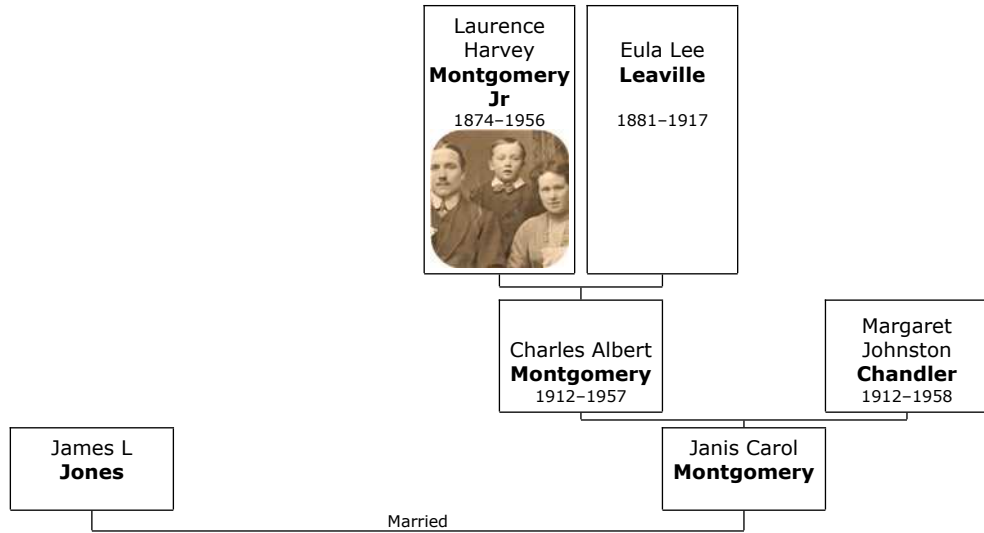 Laurence
Harvey
Montgomery
Jr
1874–1956
Eula Lee
Leaville
1881–1917
Charles Albert
Montgomery
1912–1957
Margaret
Johnston
Chandler
1912–1958
James L
Jones
Janis Carol
Montgomery
Married